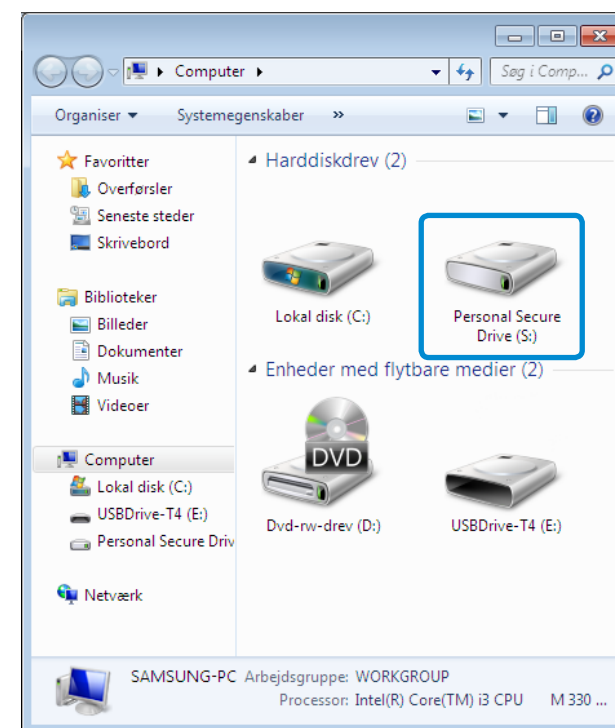 Computer
Søg i Comp...
Organiser
Systemegenskaber
»
Favoritter
Overførsler
Seneste steder
Skrivebord
Biblioteker
Billeder
Dokumenter
Musik
Videoer
Computer
Lokal disk (C:)
USBDrive-T4 (E:)
Personal Secure Driv
Netværk
Harddiskdrev (2)
Lokal disk (C:)
Personal Secure
Drive (S:)
Enheder med flytbare medier (2)
DVD
Dvd-rw-drev (D:)
USBDrive-T4 (E:)
SAMSUNG-PC Arbejdsgruppe: WORKGROUP
Processor: Intel(R) Core(TM) i3 CPU M 330 ...